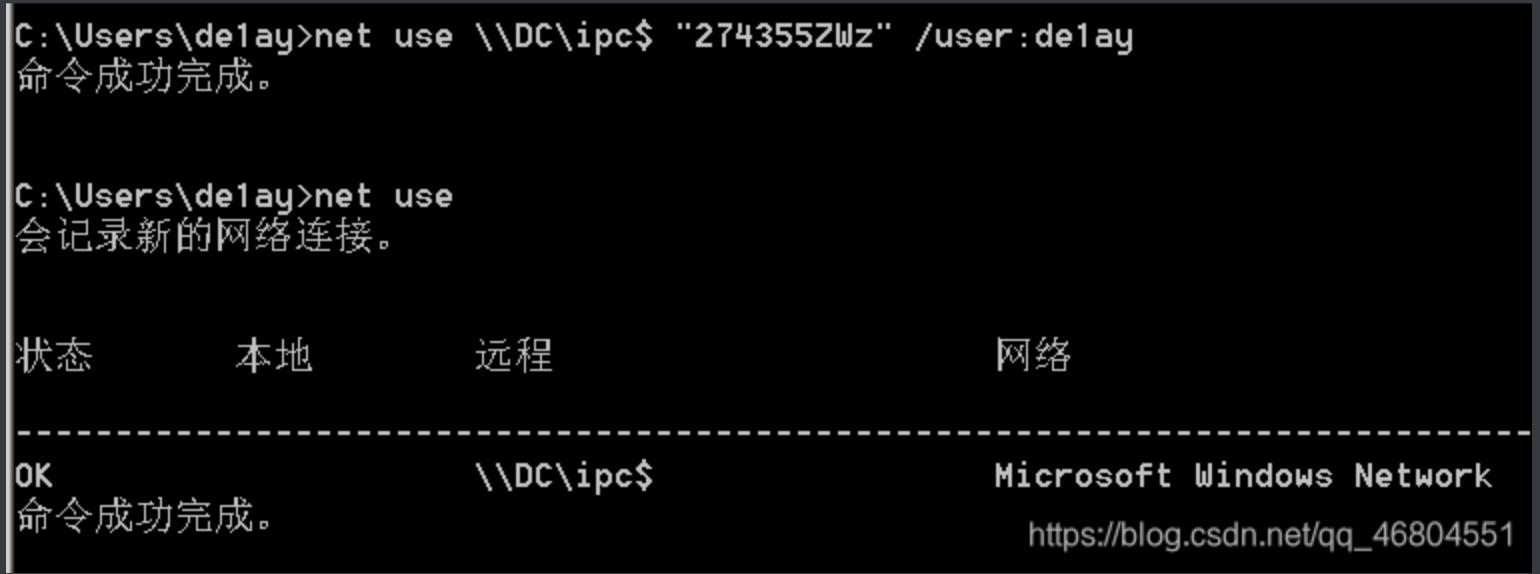 C:\Users\de1ay>net use \\DC\ipc$ "274355ZWz" /user:de1ay
命令成功完成。
C:\Users\de1ay>net use
会记录新的网络连接。
状态 本地 远程 网络
-------------------------------------------------------------------------------
OK \\DC\ipc$ Microsoft Windows Network
命令成功完成。
https://blog.csdn.net/qq_46804551